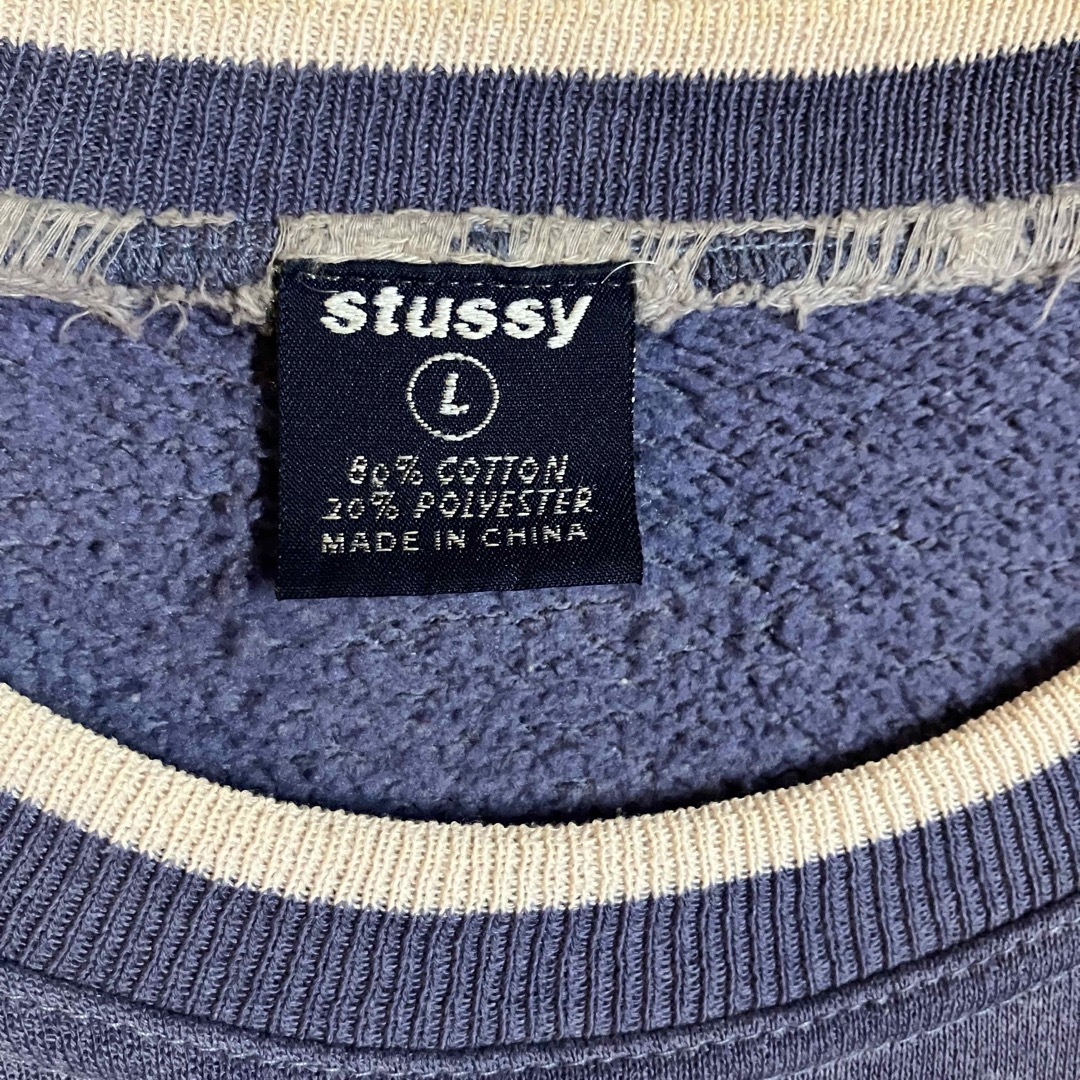 stussy
L
80% COTTON
20% POLYESTER
MADE IN CHINA